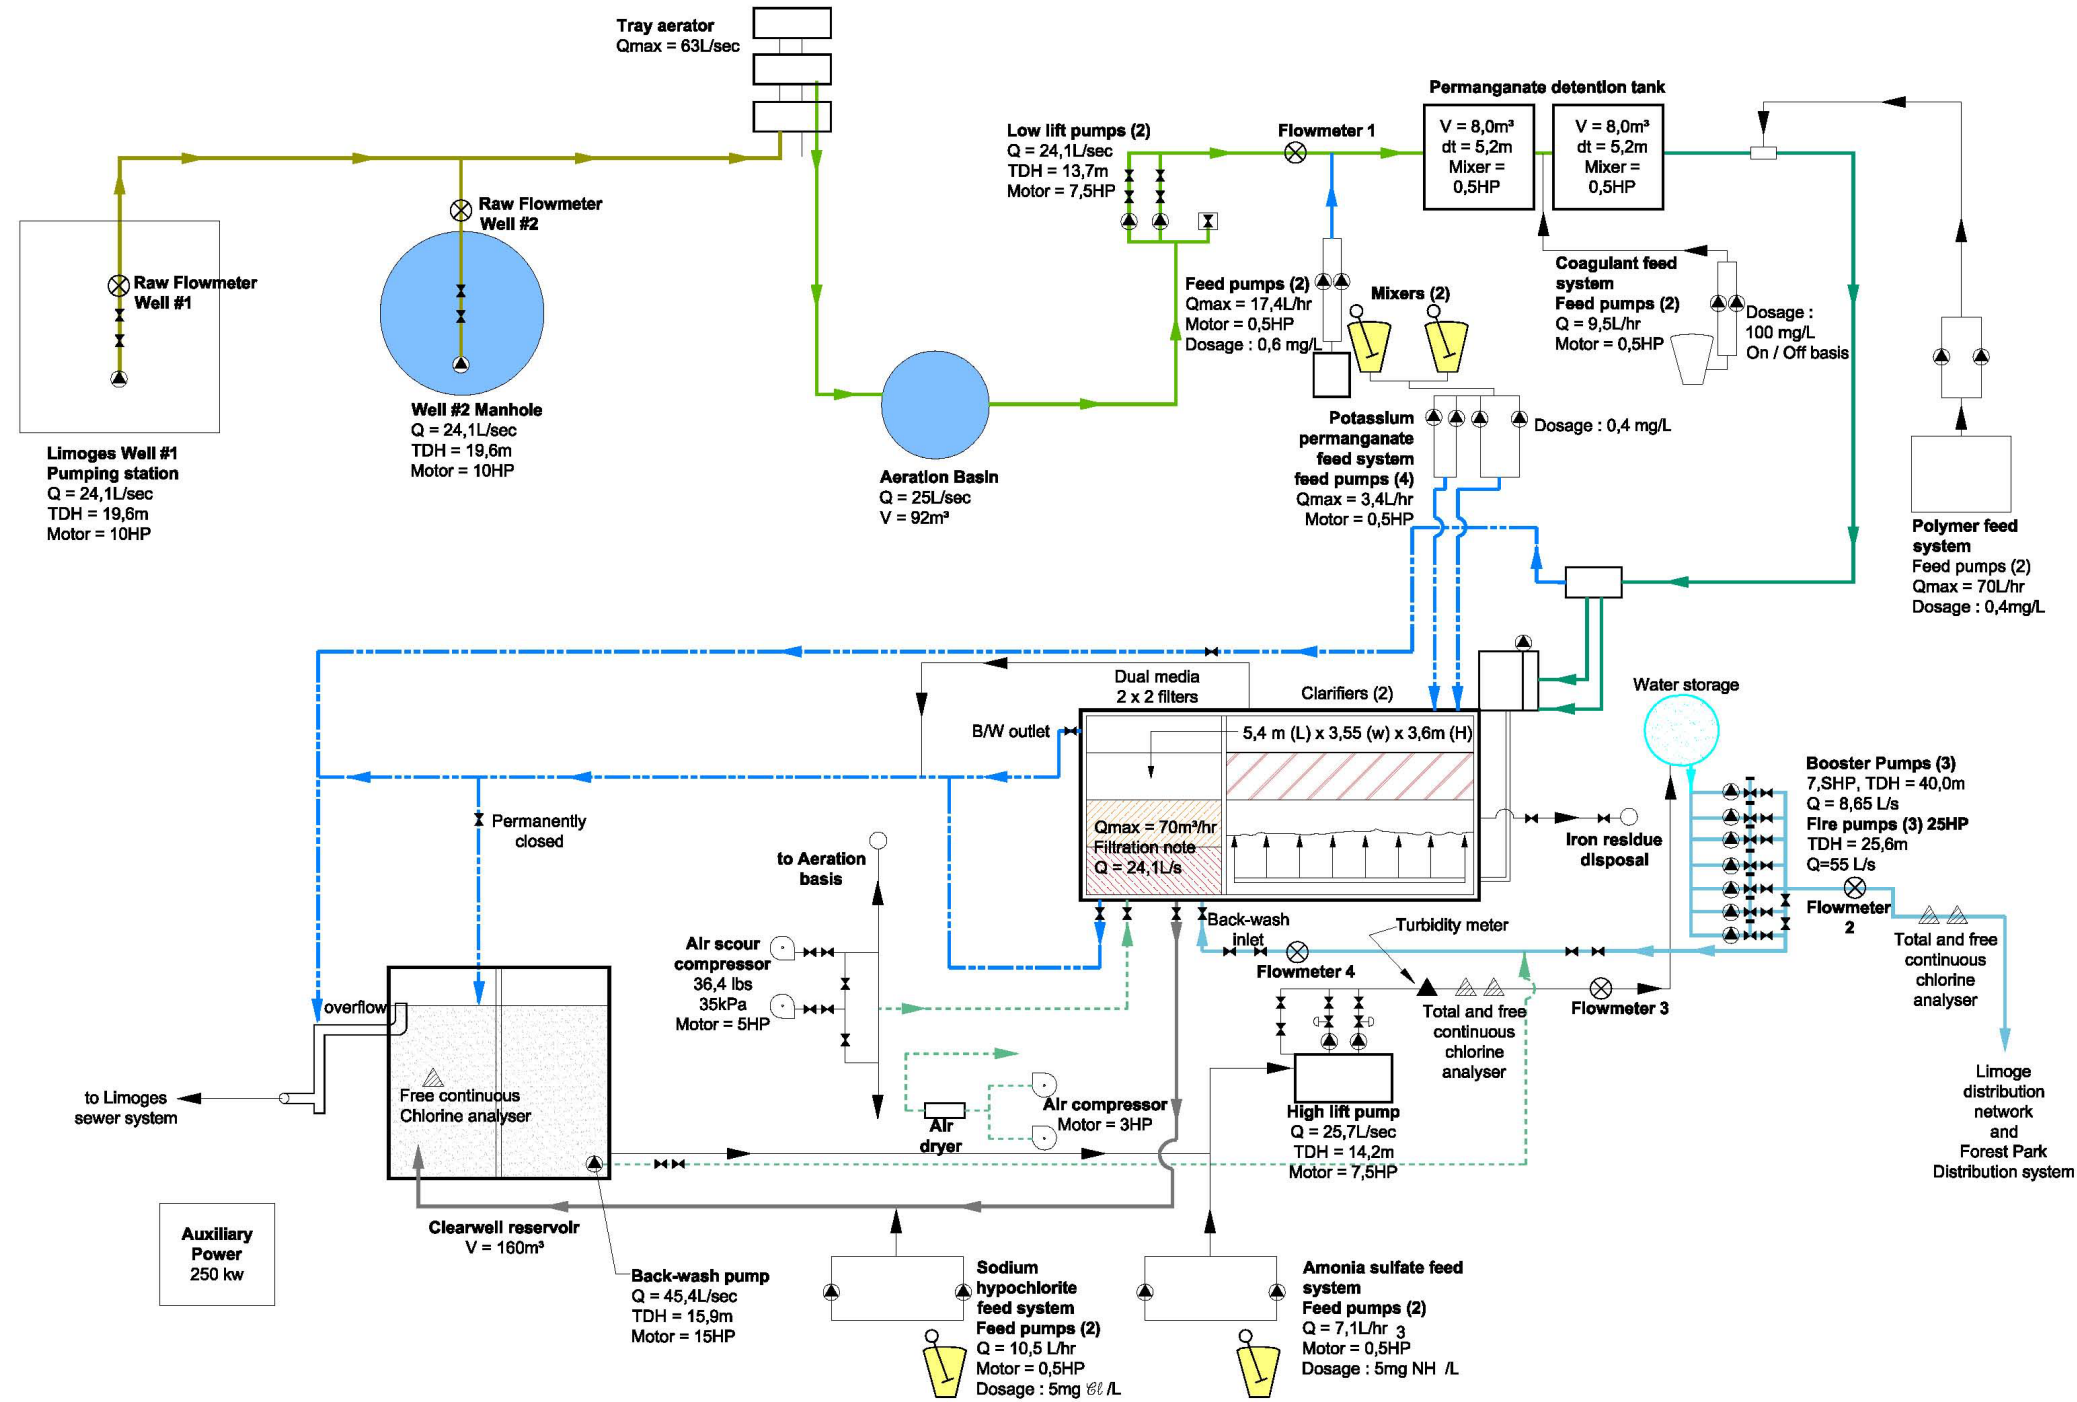 Tray aerator
Qmax = 63L/sec
Raw Flowmeter
Well #1
Raw Flowmeter
Well #2
Limoges Well #1
Pumping station
Q = 24,1L/sec
TDH = 19,6m
Motor = 10HP
Well #2 Manhole
Q = 24,1L/sec
TDH = 19,6m
Motor = 10HP
Aeration Basin
Q = 25L/sec
V = 92m³
Low lift pumps (2)
Q = 24,1L/sec
TDH = 13,7m
Motor = 7,5HP
Flowmeter 1
Permanganate detention tank
V = 8,0m³
dt = 5,2m
Mixer =
0,5HP
V = 8,0m³
dt = 5,2m
Mixer =
0,5HP
Feed pumps (2)
Qmax = 17,4L/hr
Motor = 0,5HP
Dosage : 0,6 mg/L
Mixers (2)
Coagulant feed
system
Feed pumps (2)
Q = 9,5L/hr
Motor = 0,5HP
Dosage :
100 mg/L
On / Off basis
Potassium
permanganate
feed system
feed pumps (4)
Qmax = 3,4L/hr
Motor = 0,5HP
Dosage : 0,4 mg/L
Polymer feed
system
Feed pumps (2)
Qmax = 70L/hr
Dosage : 0,4mg/L
Dual media
2 x 2 filters
Clarifiers (2)
B/W outlet
5,4 m (L) x 3,55 (w) x 3,6m (H)
Qmax = 70m³/hr
Filtration note
Q = 24,1L/s
Water storage
Booster Pumps (3)
7,SHP, TDH = 40,0m
Q = 8,65 L/s
Fire pumps (3) 25HP
TDH = 25,6m
Q=55 L/s
Iron residue
disposal
Flowmeter
2
Total and free
continuous
chlorine
analyser
Permanently
closed
to Aeration
basis
Air scour
compressor
36,4 lbs
35kPa
Motor = 5HP
Back-wash
inlet
Flowmeter 4
Turbidity meter
Total and free
continuous
chlorine
analyser
Flowmeter 3
overflow
Free continuous
Chlorine analyser
to Limoges
sewer system
Air
dryer
Air compressor
Motor = 3HP
High lift pump
Q = 25,7L/sec
TDH = 14,2m
Motor = 7,5HP
Limoge
distribution
network
and
Forest Park
Distribution system
Auxiliary
Power
250 kw
Clearwell reservoir
V = 160m³
Back-wash pump
Q = 45,4L/sec
TDH = 15,9m
Motor = 15HP
Sodium
hypochlorite
feed system
Feed pumps (2)
Q = 10,5 L/hr
Motor = 0,5HP
Dosage : 5mg Cl /L
Amonia sulfate feed
system
Feed pumps (2)
Q = 7,1L/hr 3
Motor = 0,5HP
Dosage : 5mg NH /L